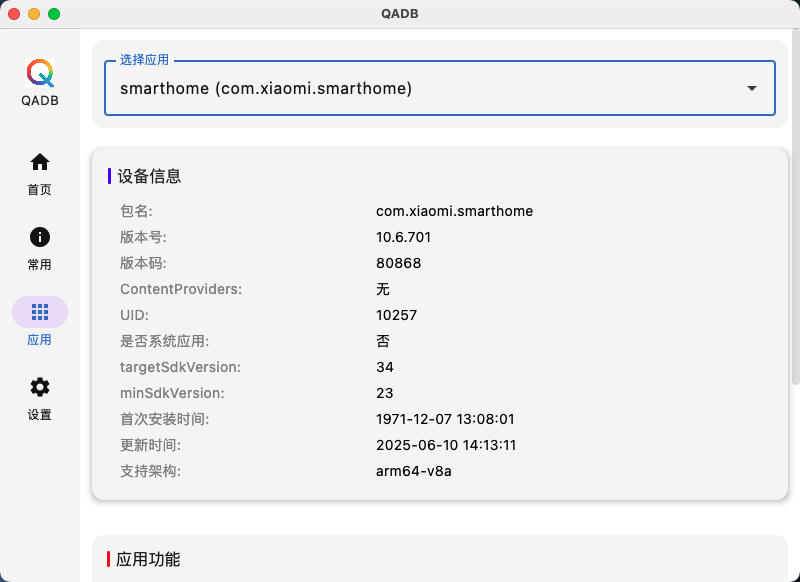 QADB
QADB
首页
常用
应用
设置
选择应用
smarthome (com.xiaomi.smarthome)
设备信息
包名: com.xiaomi.smarthome
版本号: 10.6.701
版本码: 80868
ContentProviders: 无
UID: 10257
是否系统应用: 否
targetSdkVersion: 34
minSdkVersion: 23
首次安装时间: 1971-12-07 13:08:01
更新时间: 2025-06-10 14:13:11
支持架构: arm64-v8a
应用功能